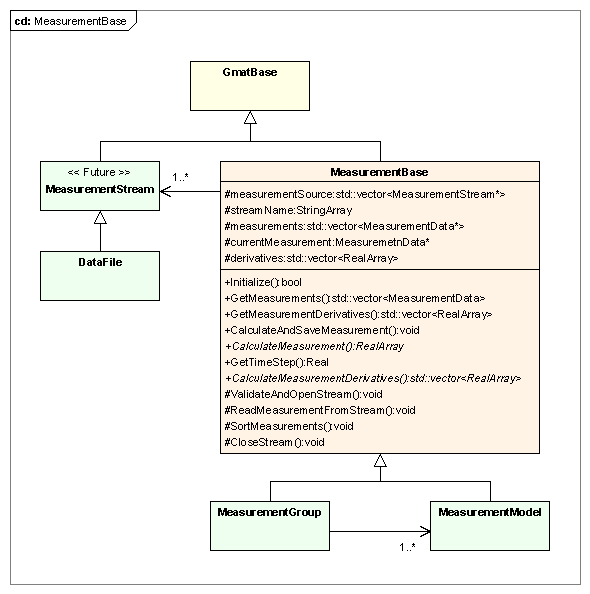 cd: MeasurementBase
GmatBase
<< Future >>
MeasurementStream
1..*
MeasurementBase
#measurementSource:std::vector<MeasurementStream*>
#streamName:StringArray
#measurements:std::vector<MeasurementData*>
#currentMeasurement:MeasuremetnData*
#derivatives:std::vector<RealArray>
DataFile
+Initialize():bool
+GetMeasurements():std::vector<MeasurementData>
+GetMeasurementDerivatives():std::vector<RealArray>
+CalculateAndSaveMeasurement():void
+CalculateMeasurement():RealArray
+GetTimeStep():Real
+CalculateMeasurementDerivatives():std::vector<RealArray>
#ValidateAndOpenStream():void
#ReadMeasurementFromStream():void
#SortMeasurements():void
#CloseStream():void
MeasurementGroup
MeasurementModel
1..*